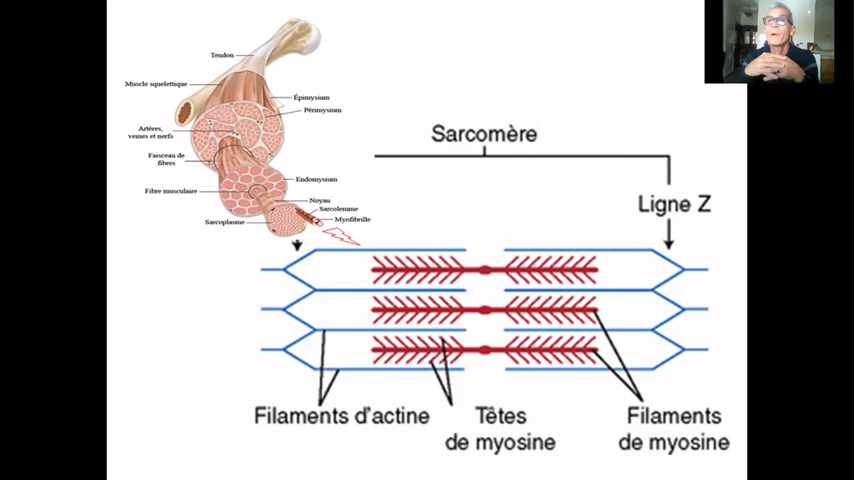 Tendon
Muscle squelettique
Épimysium
Périmysium
Artères,
veines et nerfs
Faisceau de
fibres
Endomysium
Fibre musculaire
Noyau
Sarcolemme
Myofibrille
Sarcoplasme
Sarcomère
Ligne Z
Filaments d'actine
Têtes
de myosine
Filaments
de myosine